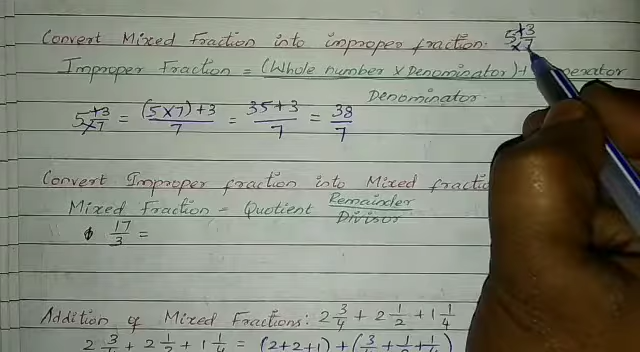 Convert Mixed Fraction into improper fraction: 5 +3/×7
Improper Fraction = (Whole number × Denominator) +
Denominator.
5 +3/×7 = (5×7)+3/7 = 35+3/7 = 38/7
Convert Improper fraction into Mixed
Mixed Fraction = Quotient Remainder/Divisor
17/3 =
Addition of Mixed Fractions: 2 3/4 + 2 1/2 + 1 1/4
2 3/4 + 2 1/2 + 1 1/4 = (2+2+1) + (3/4 + 1/2 + 1/4)